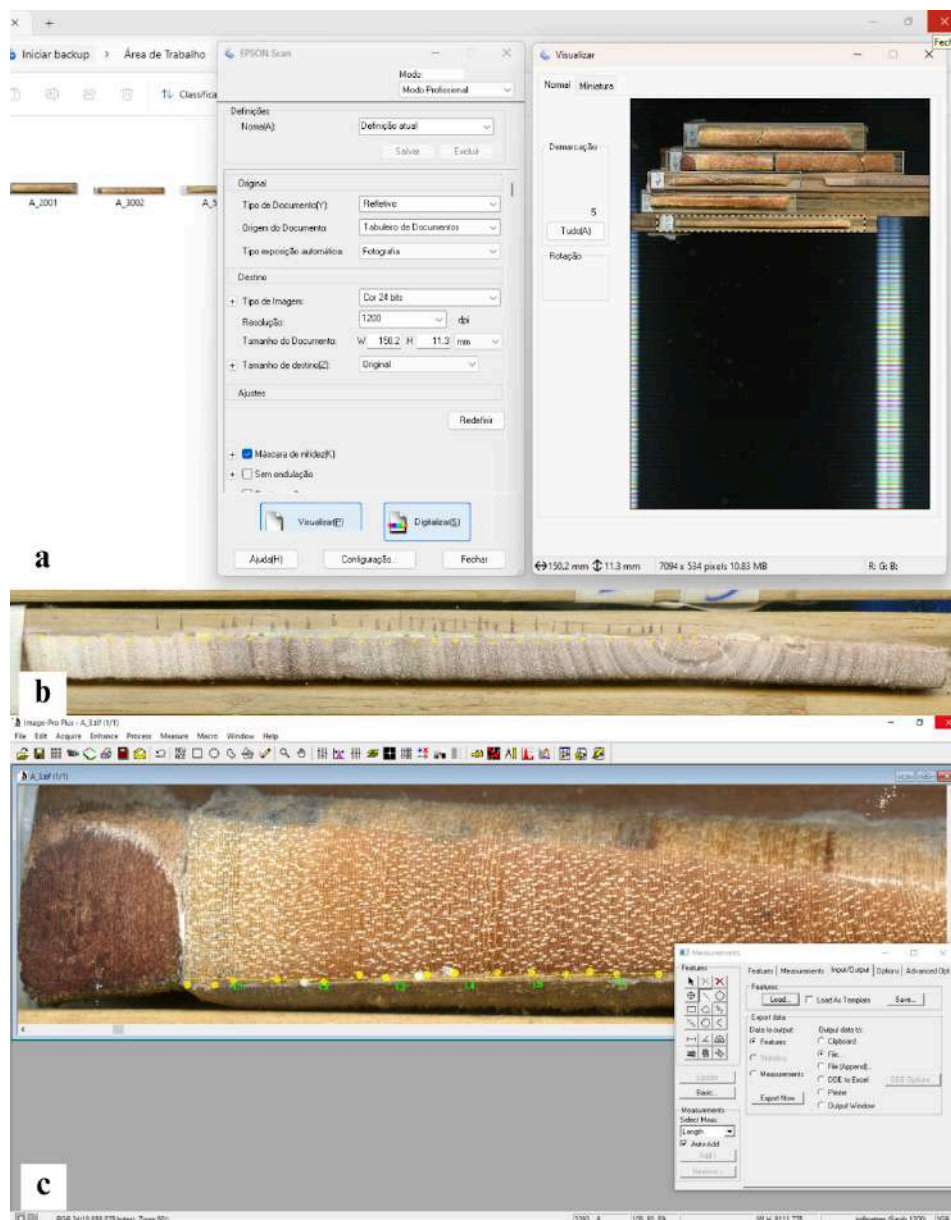 Fech
Iniciar backup > Área de Trabalho
Classifica
A_2001
A_3002
EPSON Scan
Modo:
Modo Profissional
Definições
Nome(A):
Definição atual
Salvar
Excluir
Original
Tipo de Documento(Y):
Refletivo
Origem do Documento:
Tabuleiro de Documentos
Tipo exposição automática:
Fotografia
Destino
Tipo de Imagem:
Cor 24 bits
Resolução:
1200
dpi
Tamanho do Documento:
W 150.2 H 11.3 mm
Tamanho de destino(Z):
Original
Ajustes
Redefinir
Máscara de nitidez(K)
Sem ondulação
Visualizar(P)
Digitalizar(S)
Ajuda(H)
Configuração...
Fechar
Visualizar
Normal
Miniatura
Demarcação
5
Tudo(A)
Rotação
150.2 mm 11.3 mm
7094 x 534 pixels 10.83 MB
R: G: B:
a
b
Image-Pro Plus - A_3.tif (1/1)
File Edit Acquire Enhance Process Measure Macro Window Help
A_3.tif (1/1)
Measurements
Features
Features Measurements Input/Output Options Advanced Opt
Features:
Load...
Load As Template
Save...
Export data
Data to output:
Output data to:
Features
Clipboard
Statistics
File...
File (Append)...
Measurements
DDE to Excel
DDE Options
Printer
Export Now
Output Window
Update
Basic...
Measurements
Select Meas:
Length
Auto Add
c